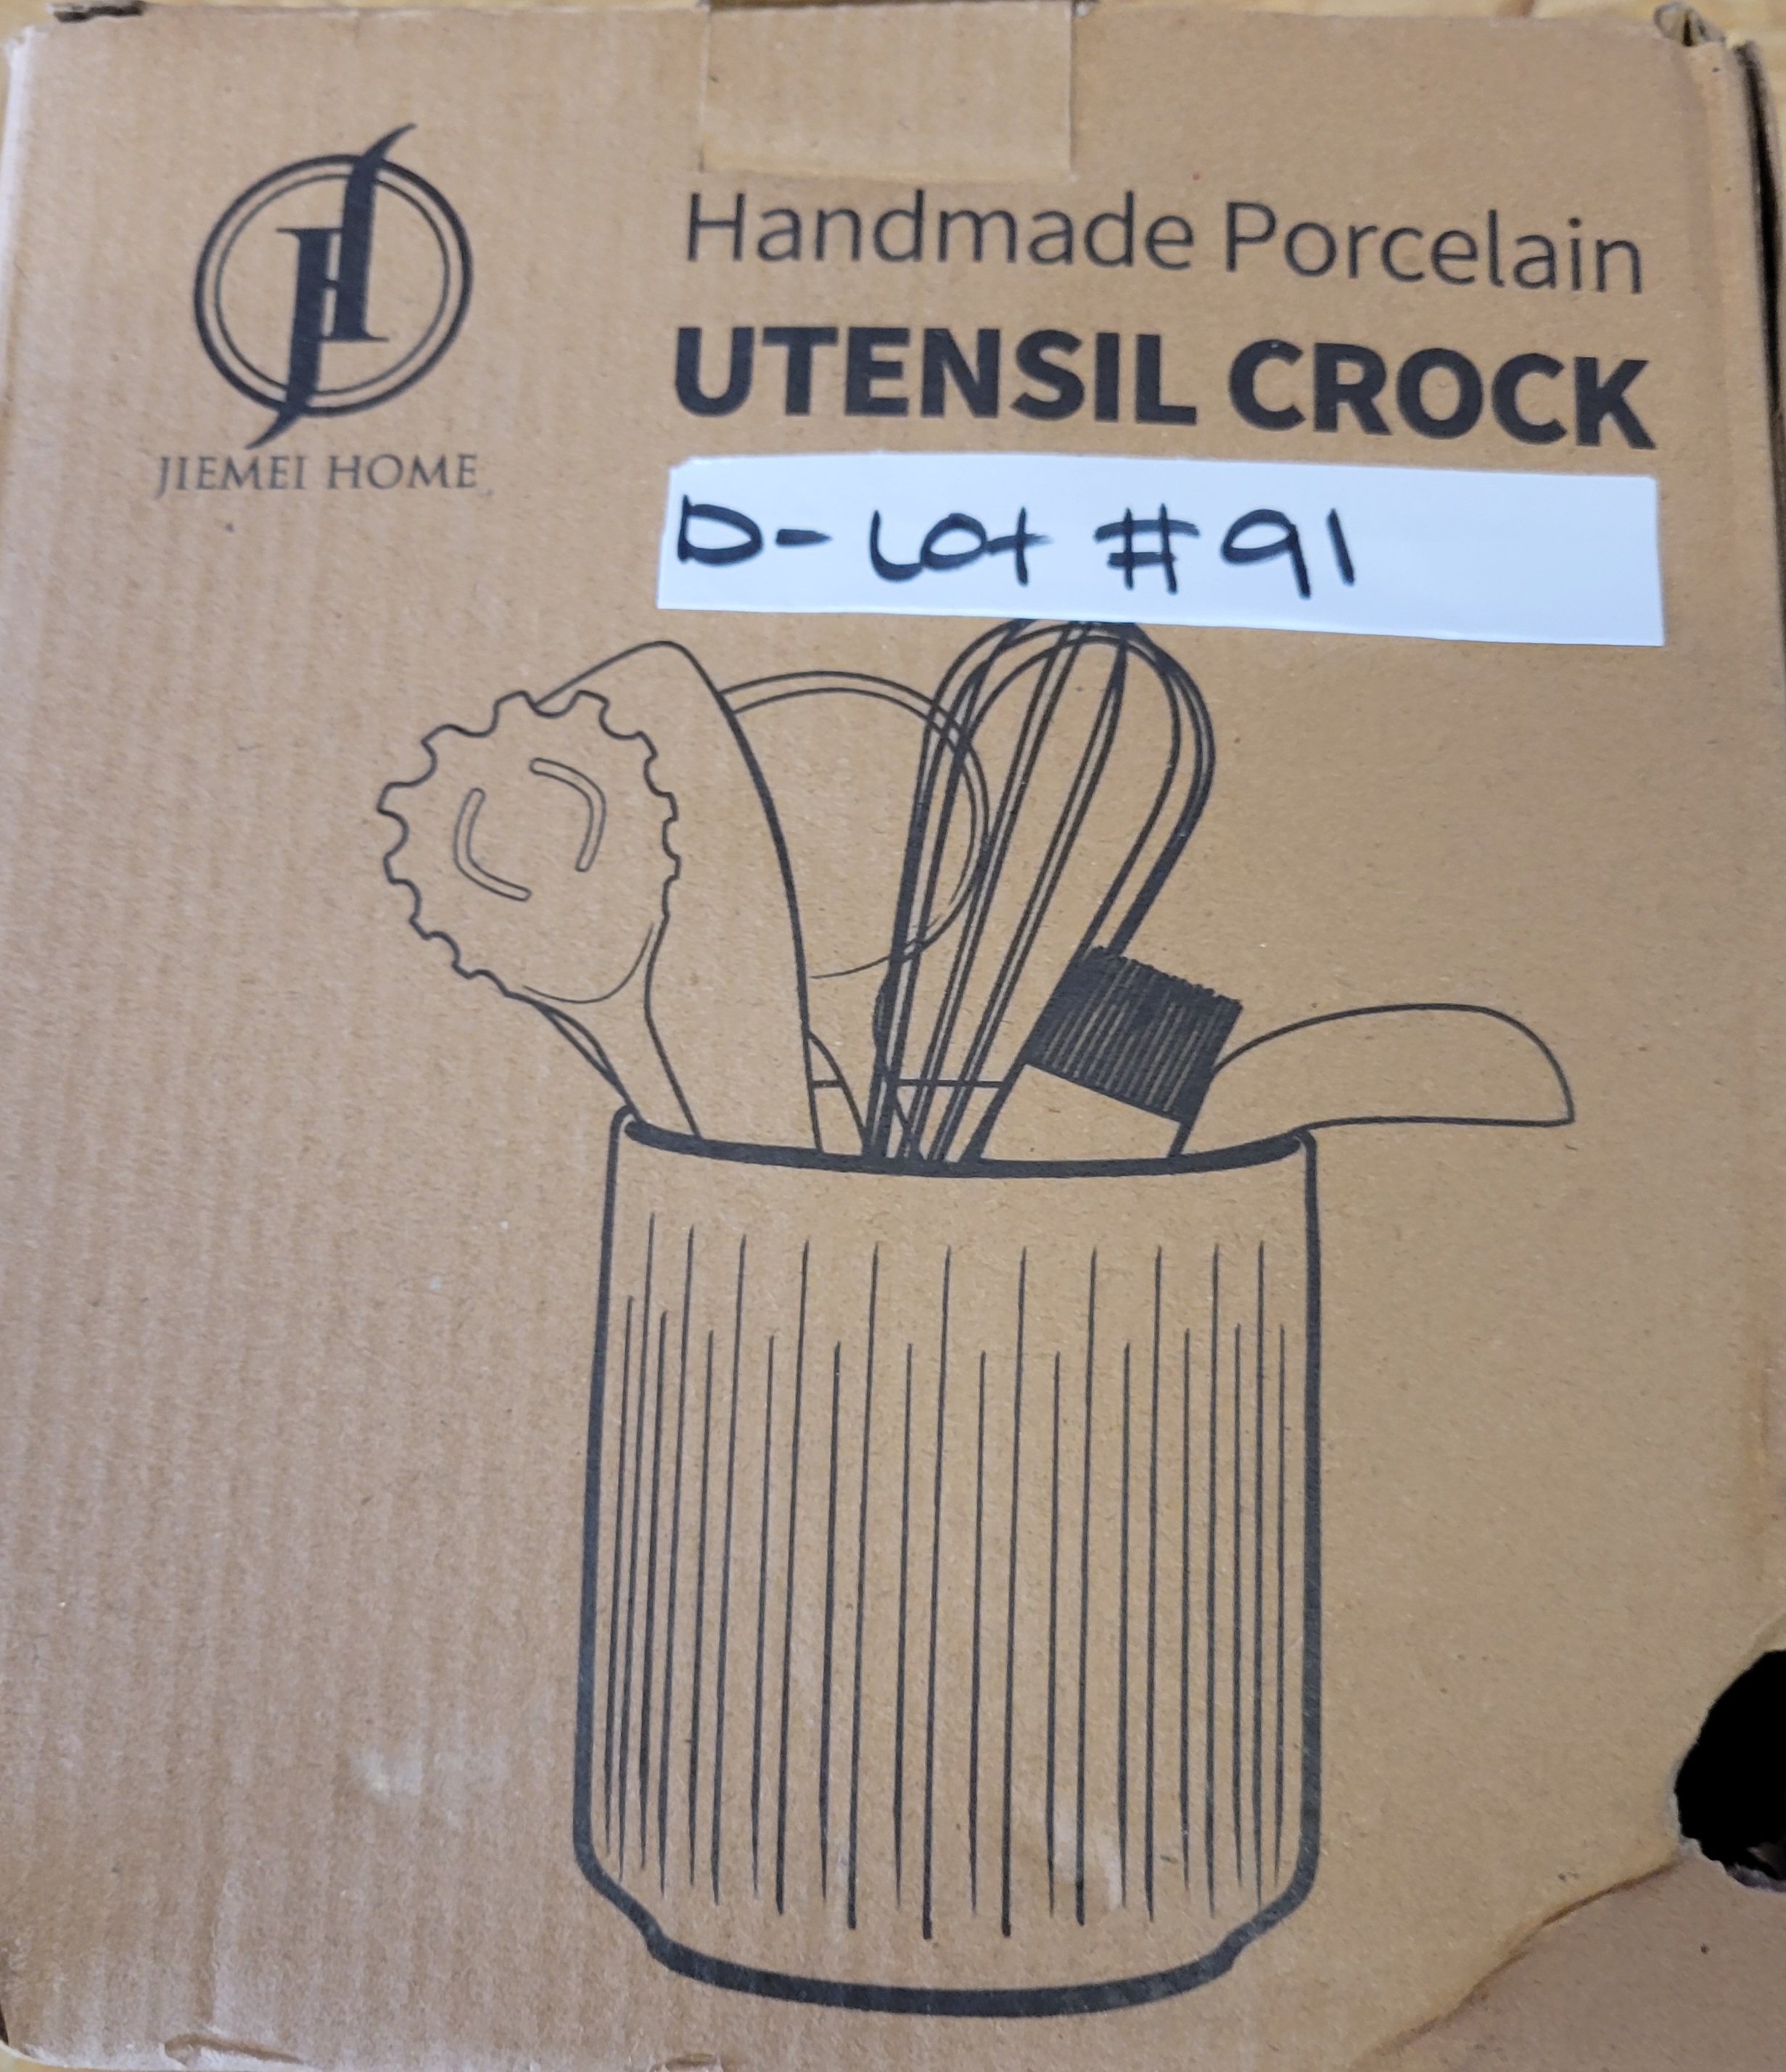 JIEMEI HOME
Handmade Porcelain
UTENSIL CROCK
D- Lot #91